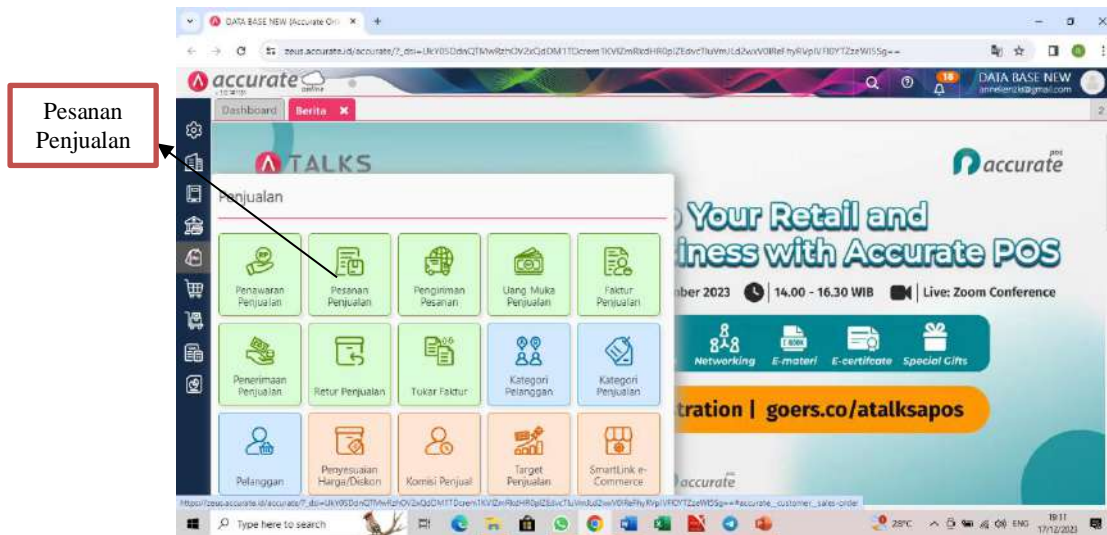 DATA BASE NEW (Accurate Onl
Pesanan
Penjualan
accurate
online
DATA BASE NEW
Dashboard
Berita
TALKS
accurate
pos
Penjualan
Your Retail and
iness with Accurate POS
Penawaran
Penjualan
Pesanan
Penjualan
Pengiriman
Pesanan
Uang Muka
Penjualan
Faktur
Penjualan
ber 2023
14.00 - 16.30 WIB
Live: Zoom Conference
Networking
E-materi
E-certifcate
Special Gifts
Penerimaan
Penjualan
Retur Penjualan
Tukar Faktur
Kategori
Pelanggan
Kategori
Penjualan
tration | goers.co/atalksapos
Pelanggan
Penyesuaian
Harga/Diskon
Komisi Penjual
Target
Penjualan
SmartLink e-
Commerce
accurate
online
Type here to search
28°C
ENG
19:11
17/12/2023